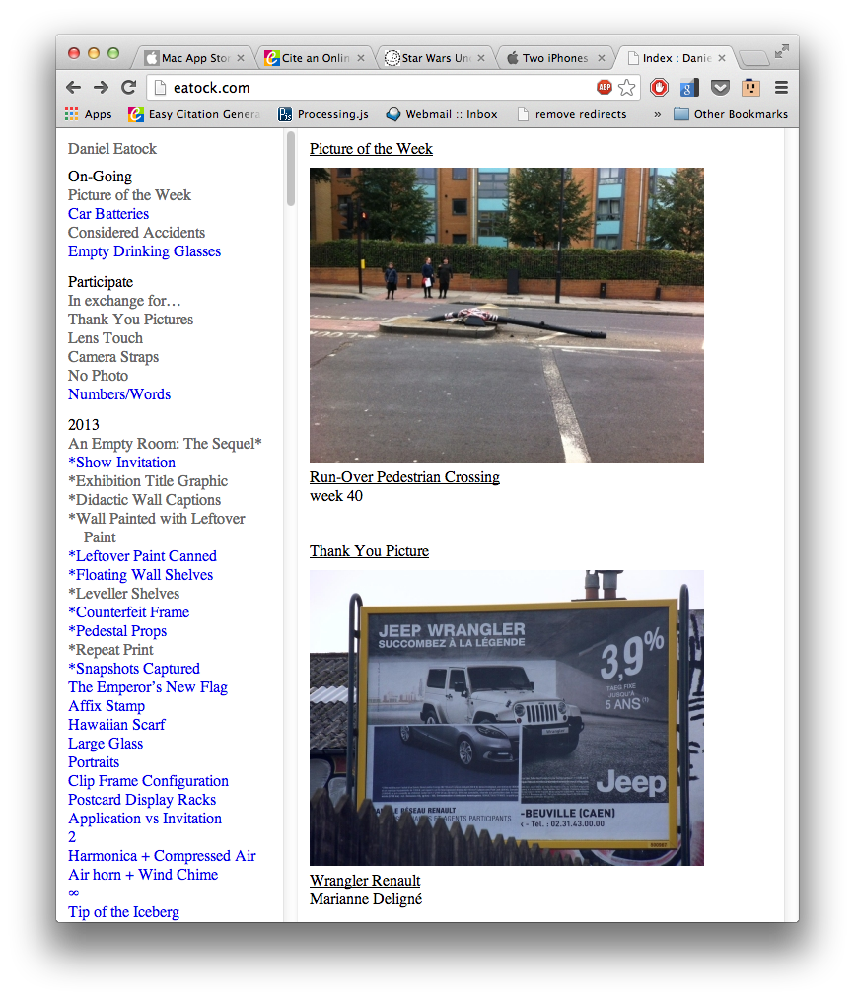 Mac App Stor
Cite an Onlin
Star Wars Un
Two iPhones
Index : Danie
eatock.com
ABP
Apps
Easy Citation Genera
Processing.js
Webmail :: Inbox
remove redirects
»
Other Bookmarks
Daniel Eatock
On-Going
Picture of the Week
Car Batteries
Considered Accidents
Empty Drinking Glasses
Participate
In exchange for…
Thank You Pictures
Lens Touch
Camera Straps
No Photo
Numbers/Words
2013
An Empty Room: The Sequel*
*Show Invitation
*Exhibition Title Graphic
*Didactic Wall Captions
*Wall Painted with Leftover
Paint
*Leftover Paint Canned
*Floating Wall Shelves
*Leveller Shelves
*Counterfeit Frame
*Pedestal Props
*Repeat Print
*Snapshots Captured
The Emperor’s New Flag
Affix Stamp
Hawaiian Scarf
Large Glass
Portraits
Clip Frame Configuration
Postcard Display Racks
Application vs Invitation
2
Harmonica + Compressed Air
Air horn + Wind Chime
∞
Tip of the Iceberg
Picture of the Week
Run-Over Pedestrian Crossing
week 40
Thank You Picture
JEEP WRANGLER
SUCCOMBEZ À LA LÉGENDE
3,9%
TAEG FIXE
JUSQU'À
5 ANS (1)
Jeep
LE RÉSEAU RENAULT
ET AGENTS PARTICIPANTS
-BEUVILLE (CAEN)
- Tél. : 02.31.43.00.00
Wrangler Renault
Marianne Deligné